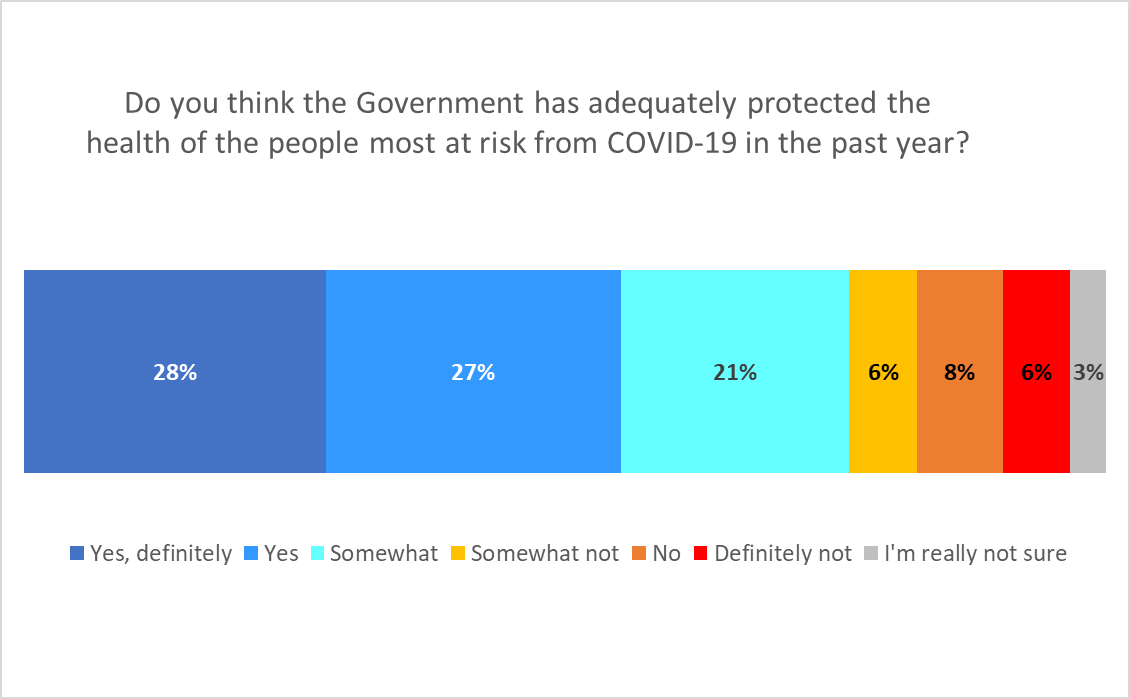 Do you think the Government has adequately protected the
health of the people most at risk from COVID-19 in the past year?
28% 27% 21% 6% 8% 6% 3%
Yes, definitely Yes Somewhat Somewhat not No Definitely not I'm really not sure